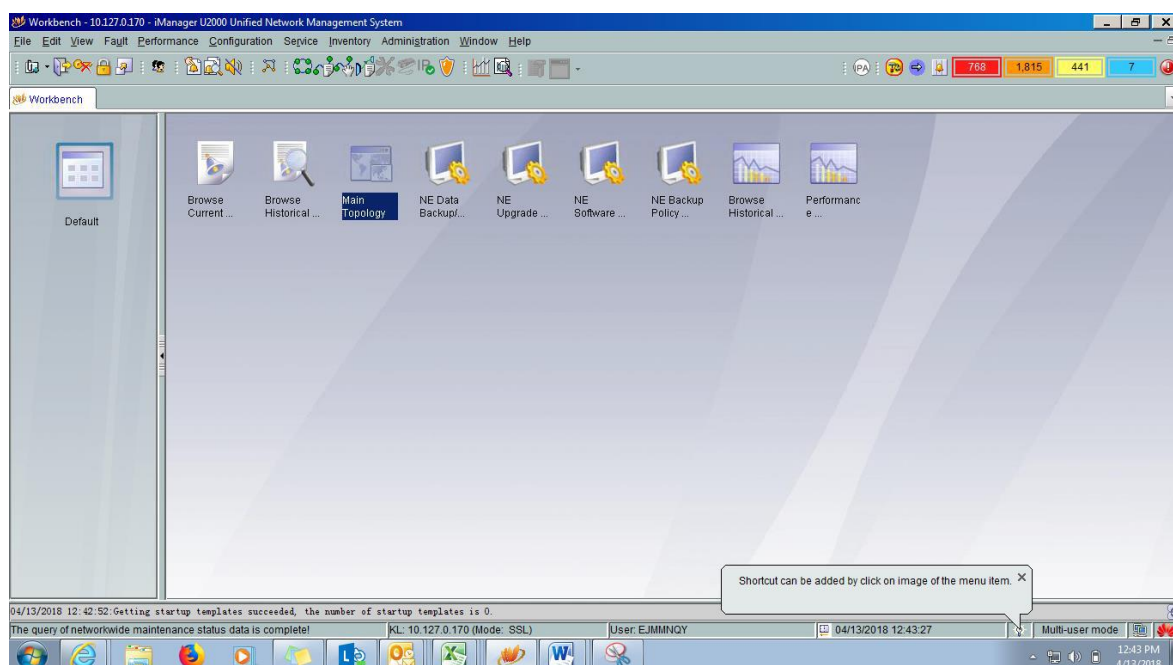 Workbench - 10.127.0.170 - iManager U2000 Unified Network Management System
File Edit View Fault Performance Configuration Service Inventory Administration Window Help
PA 768 1,815 441 7
Workbench
Default
Browse Current ...
Browse Historical ...
Main Topology
NE Data Backup/...
NE Upgrade ...
NE Software ...
NE Backup Policy ...
Browse Historical ...
Performanc e ...
Shortcut can be added by click on image of the menu item.
04/13/2018 12:42:52:Getting startup templates succeeded, the number of startup templates is 0.
The query of networkwide maintenance status data is complete! KL: 10.127.0.170 (Mode: SSL) User: EJMMNQY 04/13/2018 12:43:27 Multi-user mode
12:43 PM
4/13/2018